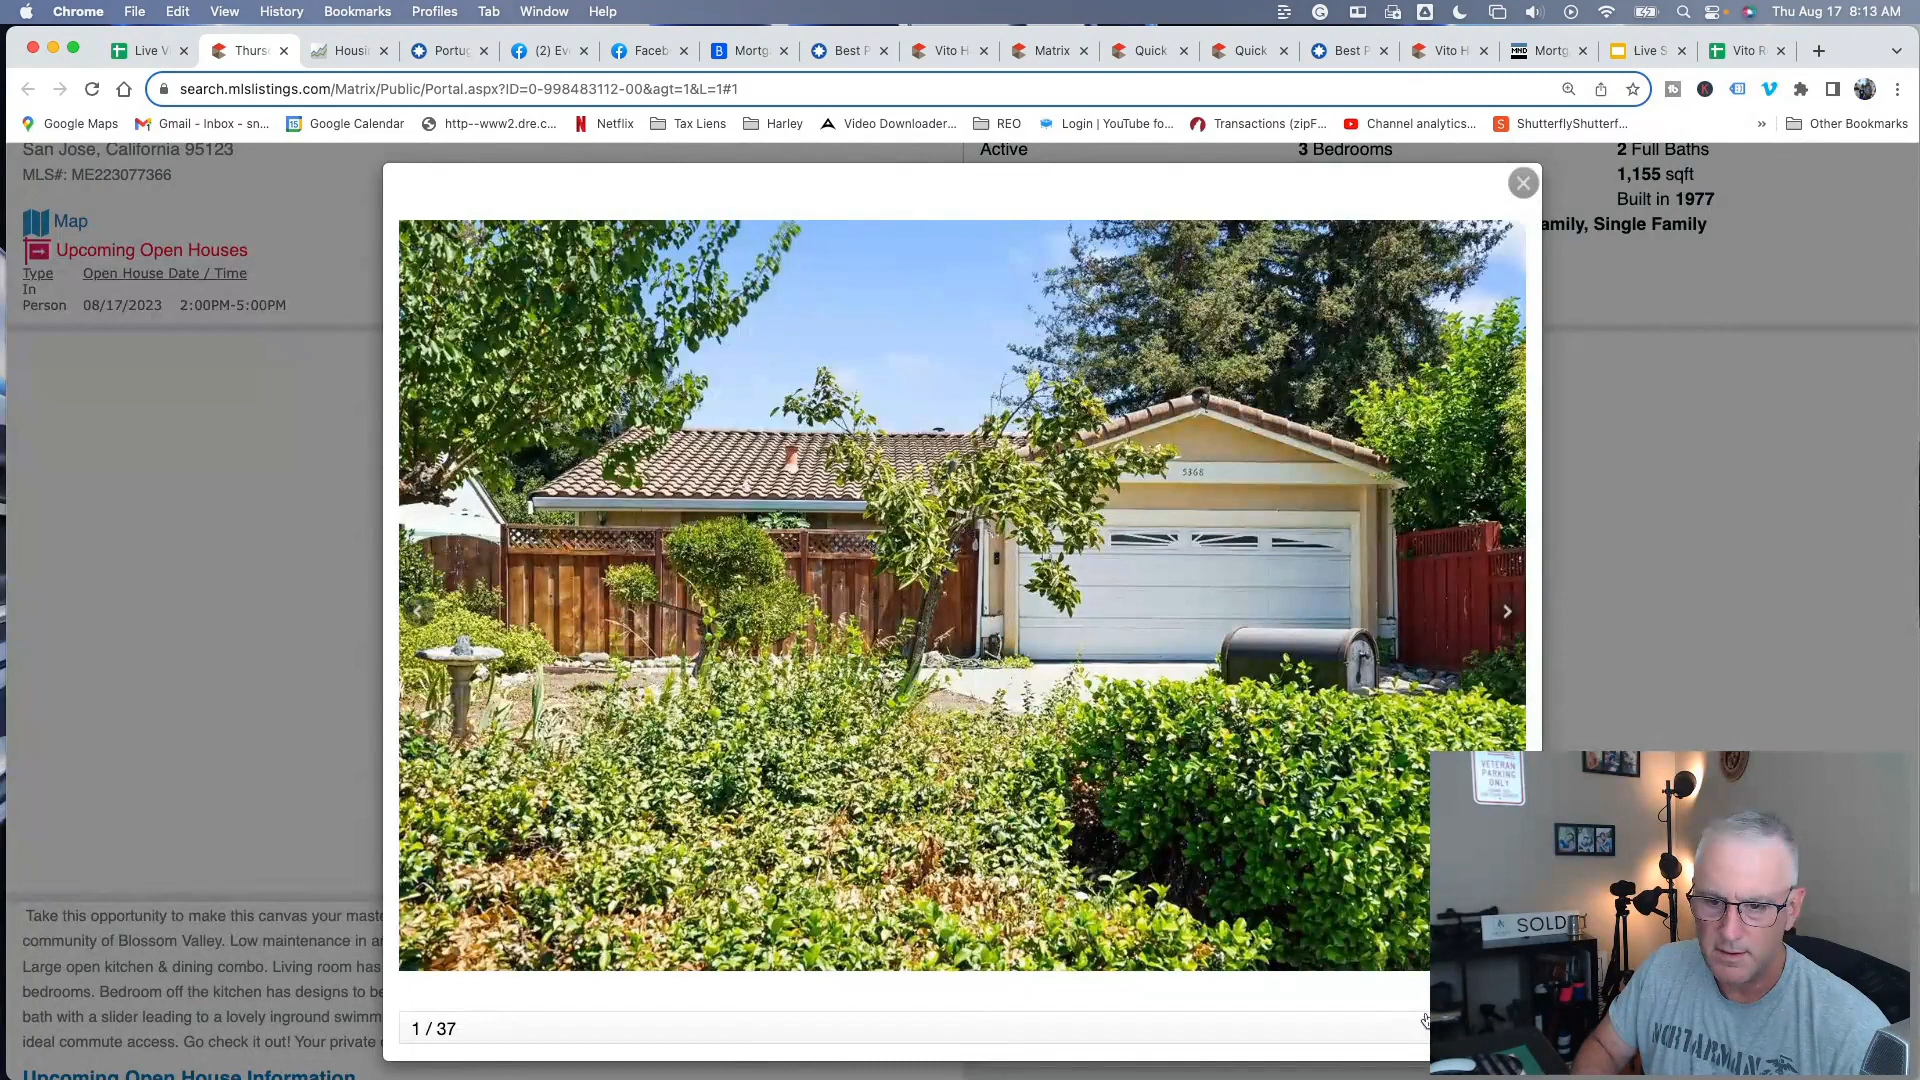 Chrome File Edit View History Bookmarks Profiles Tab Window Help Thu Aug 17 8:13 AM
Live V Thurs Housi Portug (2) Ev Faceb Mortg Best P Vito H Matrix Quick Quick Best P Vito H MND Mortg Live S Vito R
search.mlslistings.com/Matrix/Public/Portal.aspx?ID=0-998483112-00&agt=1&L=1#1
Google Maps Gmail - Inbox - sn... 15 Google Calendar http--www2.dre.c... Netflix Tax Liens Harley Video Downloader... REO Login | YouTube fo... Transactions (zipF... Channel analytics... ShutterflyShutterf... » Other Bookmarks
San Jose, California 95123
MLS#: ME223077366
Active 3 Bedrooms 2 Full Baths
1,155 sqft
Built in 1977
amily, Single Family
Map
Upcoming Open Houses
Type Open House Date / Time
In
Person 08/17/2023 2:00PM-5:00PM
5368
Take this opportunity to make this canvas your mast
community of Blossom Valley. Low maintenance in a
Large open kitchen & dining combo. Living room has
bedrooms. Bedroom off the kitchen has designs to be
bath with a slider leading to a lovely inground swimm
ideal commute access. Go check it out! Your private
Upcoming Open House Information
1 / 37
VETERAN
PARKING
ONLY
SOLD